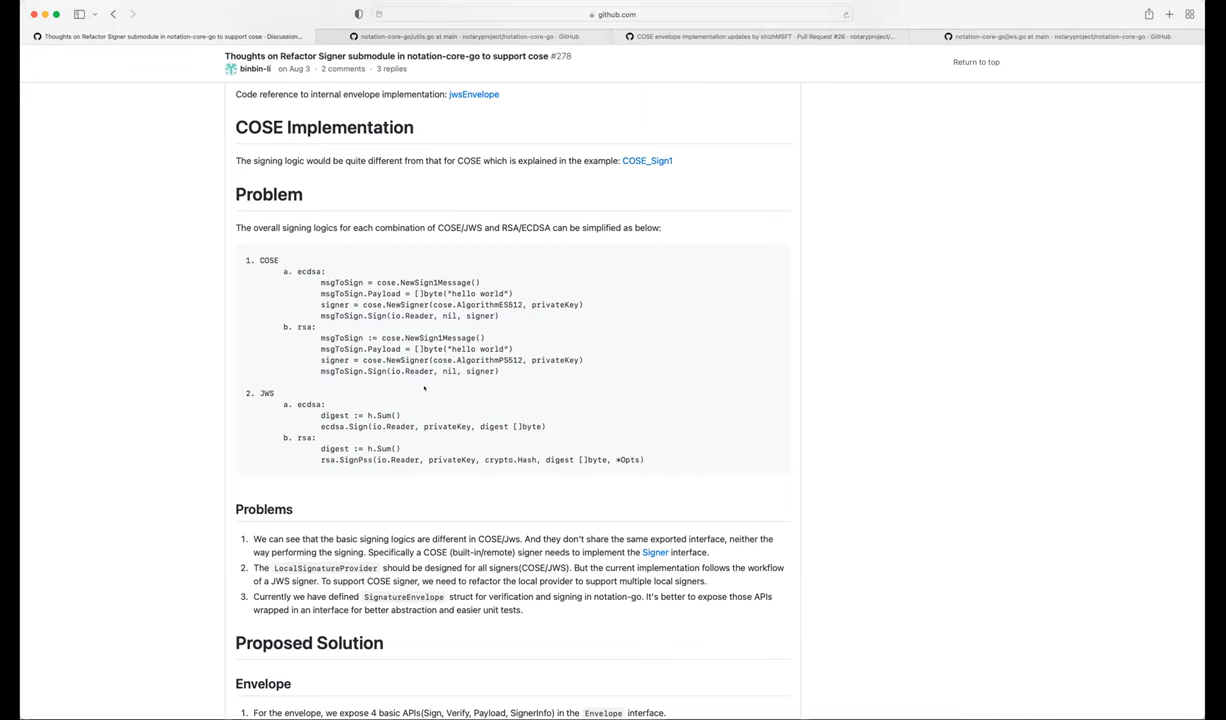 github.com
Thoughts on Refactor Signer submodule in notation-core-go to support cose · Discussion...
notation-core-go/utils.go at main · notaryproject/notation-core-go · GitHub
COSE envelope implementation updates by shizhMSFT · Pull Request #26 · notaryproject/...
notation-core-go/jws.go at main · notaryproject/notation-core-go · GitHub
Thoughts on Refactor Signer submodule in notation-core-go to support cose #278
binbin-li on Aug 3 · 2 comments · 3 replies
Return to top
Code reference to internal envelope implementation: jwsEnvelope
COSE Implementation
The signing logic would be quite different from that for COSE which is explained in the example: COSE_Sign1
Problem
The overall signing logics for each combination of COSE/JWS and RSA/ECDSA can be simplified as below:
1. COSE
a. ecdsa:
msgToSign = cose.NewSign1Message()
msgToSign.Payload = []byte("hello world")
signer = cose.NewSigner(cose.AlgorithmES512, privateKey)
msgToSign.Sign(io.Reader, nil, signer)
b. rsa:
msgToSign := cose.NewSign1Message()
msgToSign.Payload = []byte("hello world")
signer = cose.NewSigner(cose.AlgorithmPS512, privateKey)
msgToSign.Sign(io.Reader, nil, signer)
2. JWS
a. ecdsa:
digest := h.Sum()
ecdsa.Sign(io.Reader, privateKey, digest []byte)
b. rsa:
digest := h.Sum()
rsa.SignPss(io.Reader, privateKey, crypto.Hash, digest []byte, *Opts)
Problems
1. We can see that the basic signing logics are different in COSE/Jws. And they don't share the same exported interface, neither the
way performing the signing. Specifically a COSE (built-in/remote) signer needs to implement the Signer interface.
2. The LocalSignatureProvider should be designed for all signers(COSE/JWS). But the current implementation follows the workflow
of a JWS signer. To support COSE signer, we need to refactor the local provider to support multiple local signers.
3. Currently we have defined SignatureEnvelope struct for verification and signing in notation-go. It's better to expose those APIs
wrapped in an interface for better abstraction and easier unit tests.
Proposed Solution
Envelope
1. For the envelope, we expose 4 basic APIs(Sign, Verify, Payload, SignerInfo) in the Envelope interface.